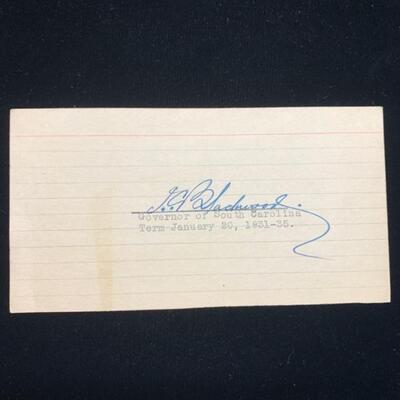 I.C. Blackwood.
Governor of South Carolina
Term-January 20, 1931-35.